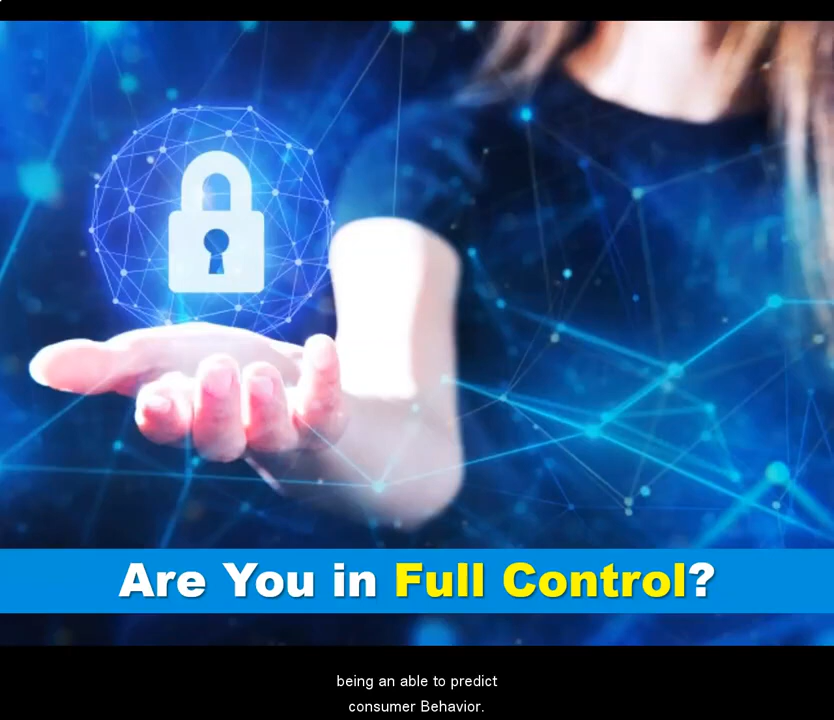 Are You in Full Control?
being an able to predict
consumer Behavior.